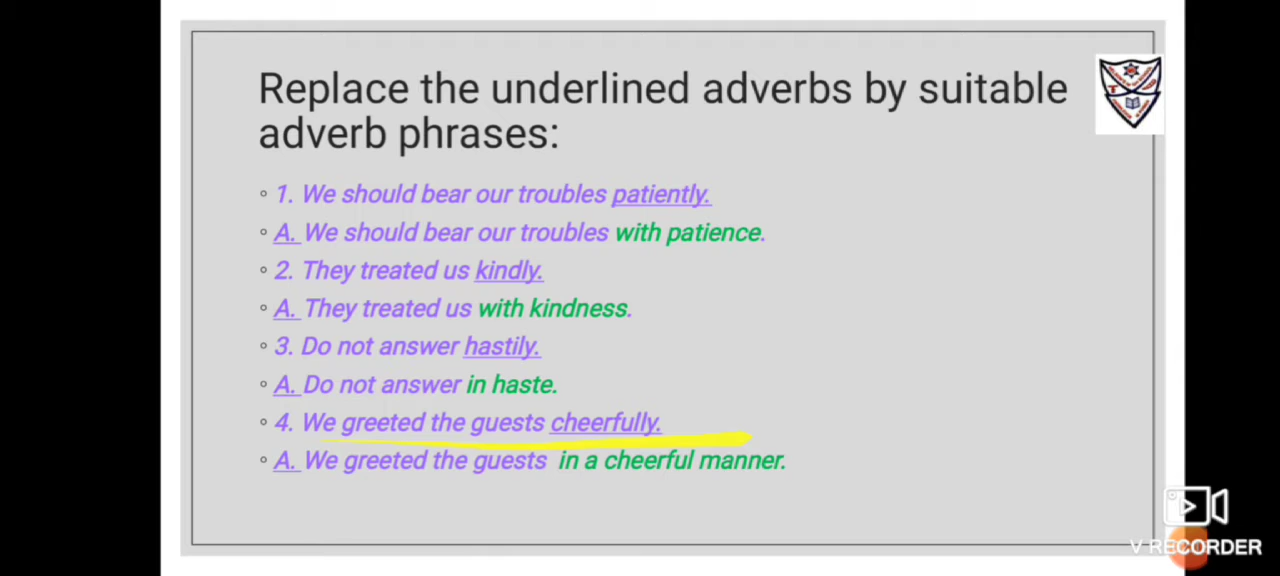 Replace the underlined adverbs by suitable
adverb phrases:
◦ 1. We should bear our troubles patiently.
◦ A. We should bear our troubles with patience.
◦ 2. They treated us kindly.
◦ A. They treated us with kindness.
◦ 3. Do not answer hastily.
◦ A. Do not answer in haste.
◦ 4. We greeted the guests cheerfully.
◦ A. We greeted the guests in a cheerful manner.
V RECORDER